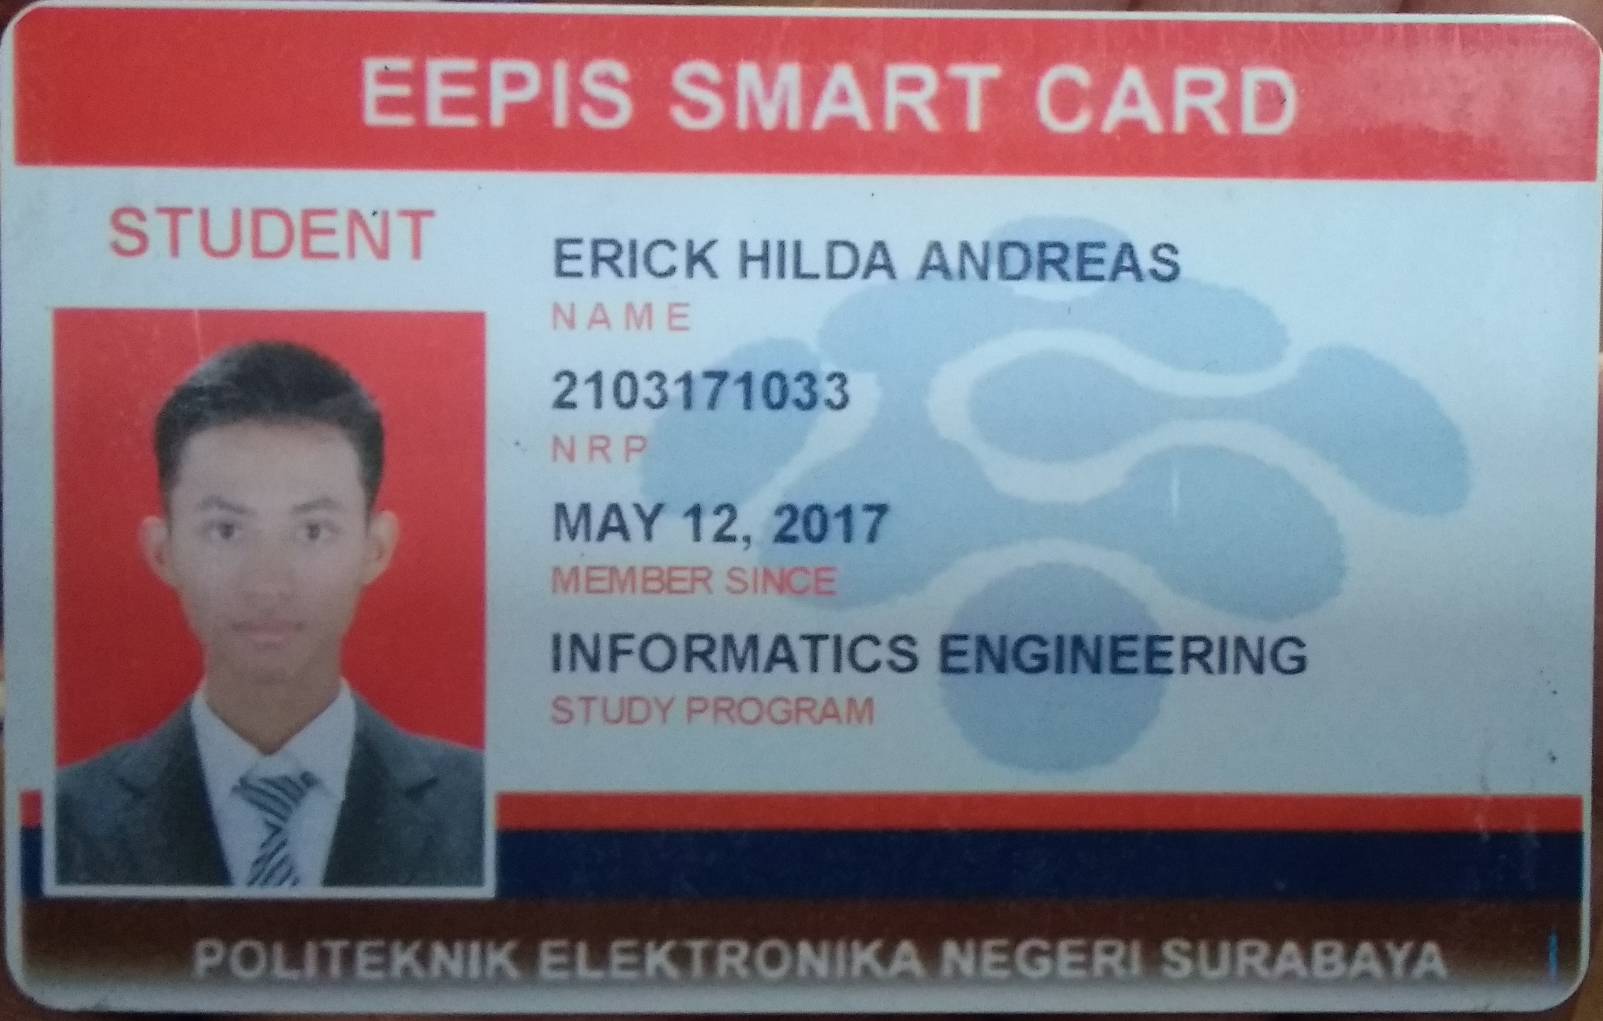 EEPIS SMART CARD
STUDENT
ERICK HILDA ANDREAS
NAME
2103171033
NRP
MAY 12, 2017
MEMBER SINCE
INFORMATICS ENGINEERING
STUDY PROGRAM
POLITEKNIK ELEKTRONIKA NEGERI SURABAYA